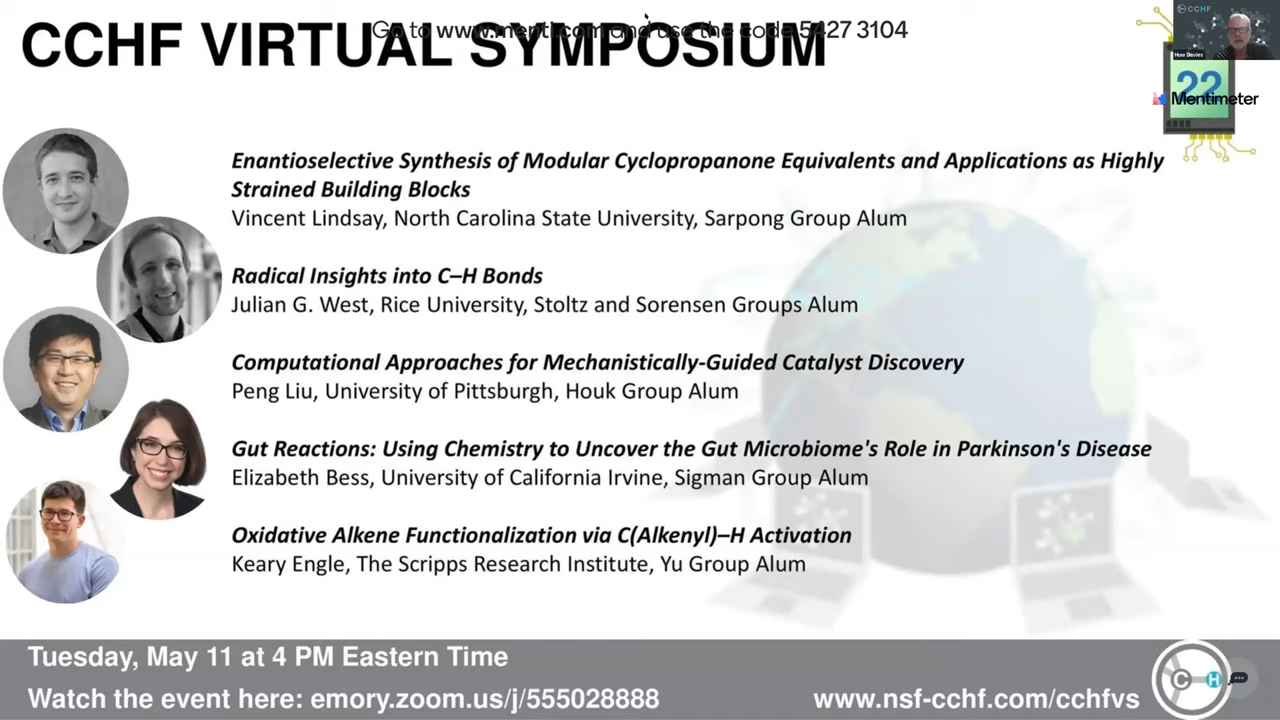 Go to www.menti.com and use the code 5427 3104
CCHF VIRTUAL SYMPOSIUM
CCHF
Huw Davies
22
Mentimeter
Enantioselective Synthesis of Modular Cyclopropanone Equivalents and Applications as Highly
Strained Building Blocks
Vincent Lindsay, North Carolina State University, Sarpong Group Alum
Radical Insights into C–H Bonds
Julian G. West, Rice University, Stoltz and Sorensen Groups Alum
Computational Approaches for Mechanistically-Guided Catalyst Discovery
Peng Liu, University of Pittsburgh, Houk Group Alum
Gut Reactions: Using Chemistry to Uncover the Gut Microbiome's Role in Parkinson's Disease
Elizabeth Bess, University of California Irvine, Sigman Group Alum
Oxidative Alkene Functionalization via C(Alkenyl)–H Activation
Keary Engle, The Scripps Research Institute, Yu Group Alum
Tuesday, May 11 at 4 PM Eastern Time
Watch the event here: emory.zoom.us/j/555028888
www.nsf-cchf.com/cchfvs
C H